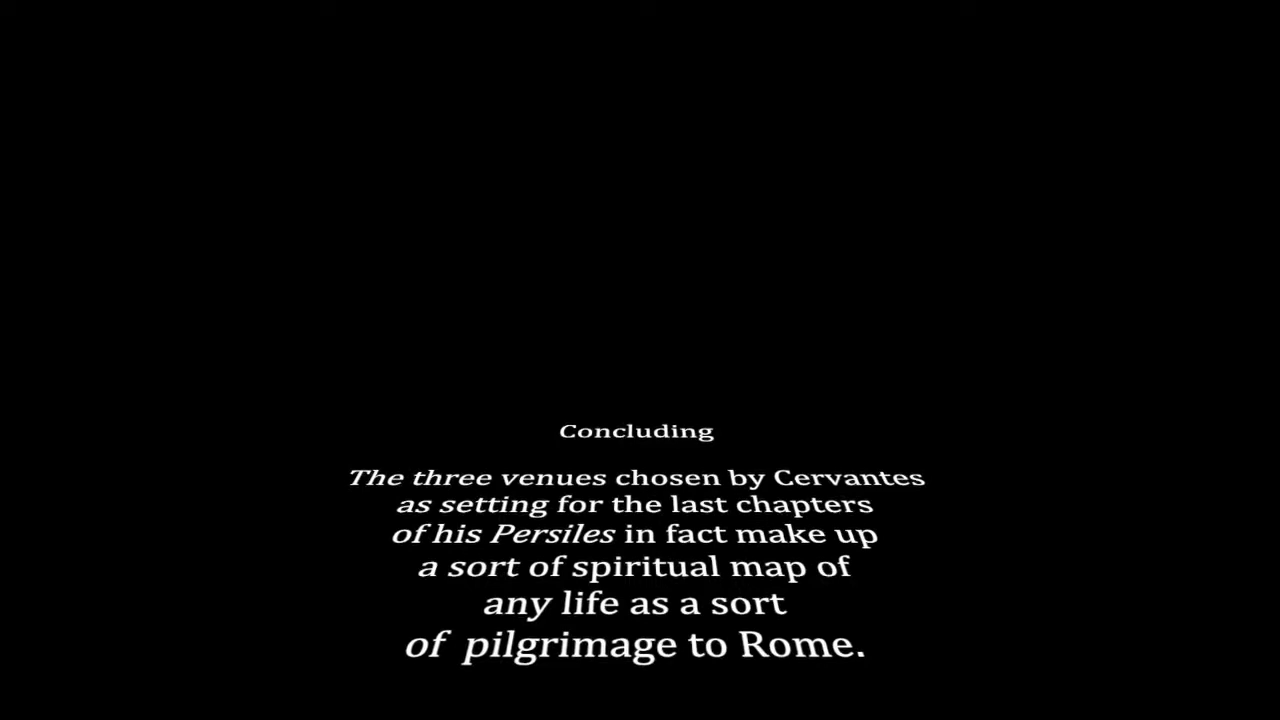 Concluding
The three venues chosen by Cervantes
as setting for the last chapters
of his Persiles in fact make up
a sort of spiritual map of
any life as a sort
of pilgrimage to Rome.